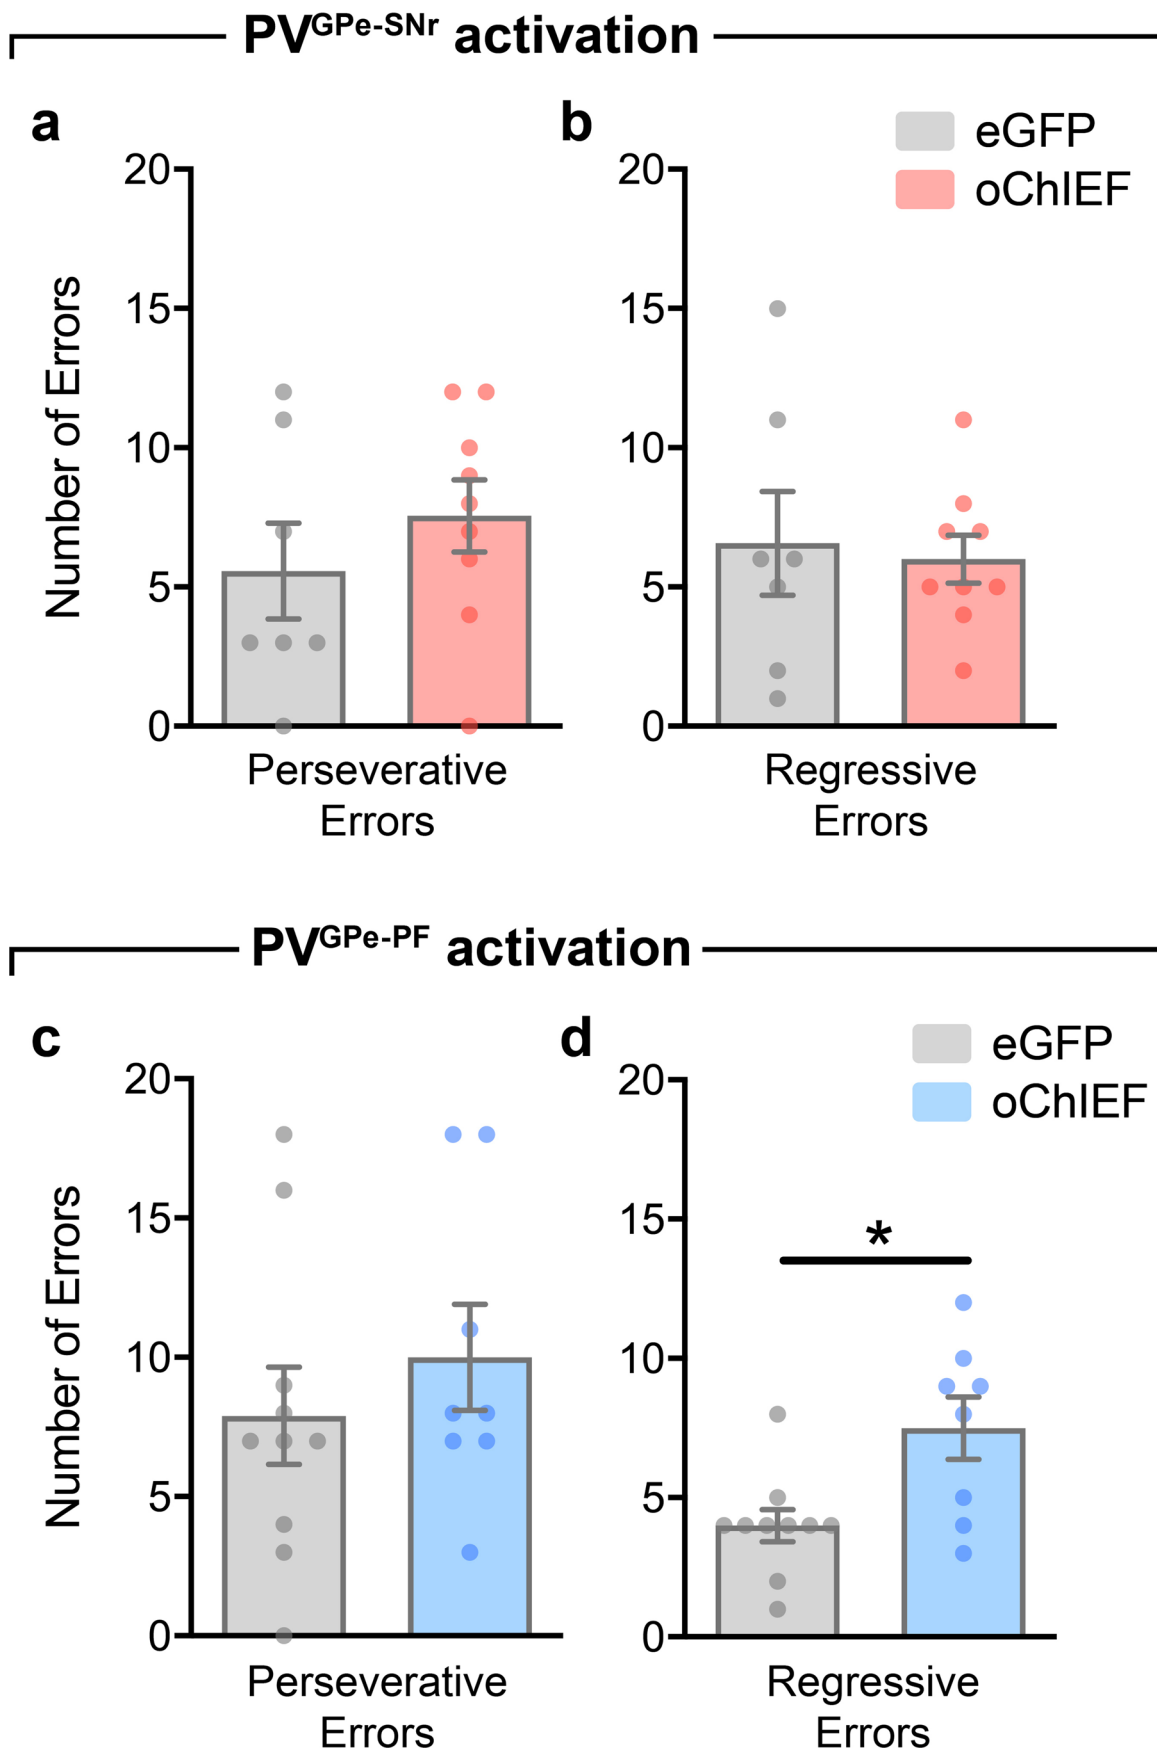 PVGPe-SNr activation
a
b
eGFP
oChIEF
20
15
10
5
0
Number of Errors
Perseverative
Errors
20
15
10
5
0
Regressive
Errors
PVGPe-PF activation
c
d
eGFP
oChIEF
20
15
10
5
0
Number of Errors
Perseverative
Errors
20
15
10
5
0
*
Regressive
Errors